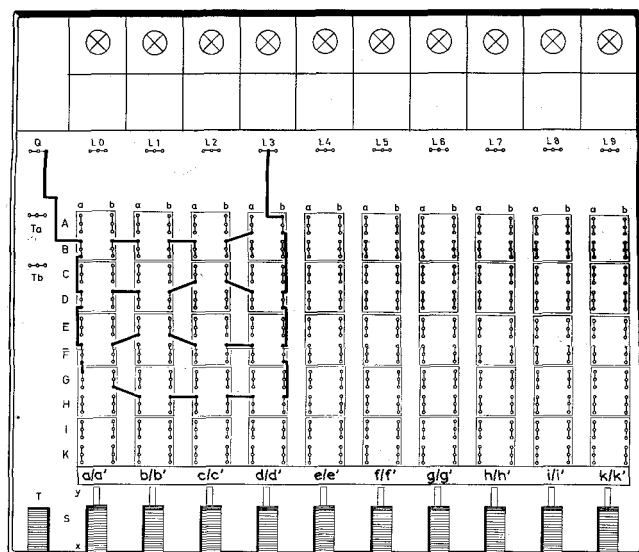 Q L0 L1 L2 L3 L4 L5 L6 L7 L8 L9
a b a b a b a b a b a b a b a b a b a b
A
Ta
B
C
Tb
D
E
F̅
G
H
I
K
a/a' b/b' c/c' d/d' e/e' f/f' g/g' h/h' i/i' k/k'
T y
S
x